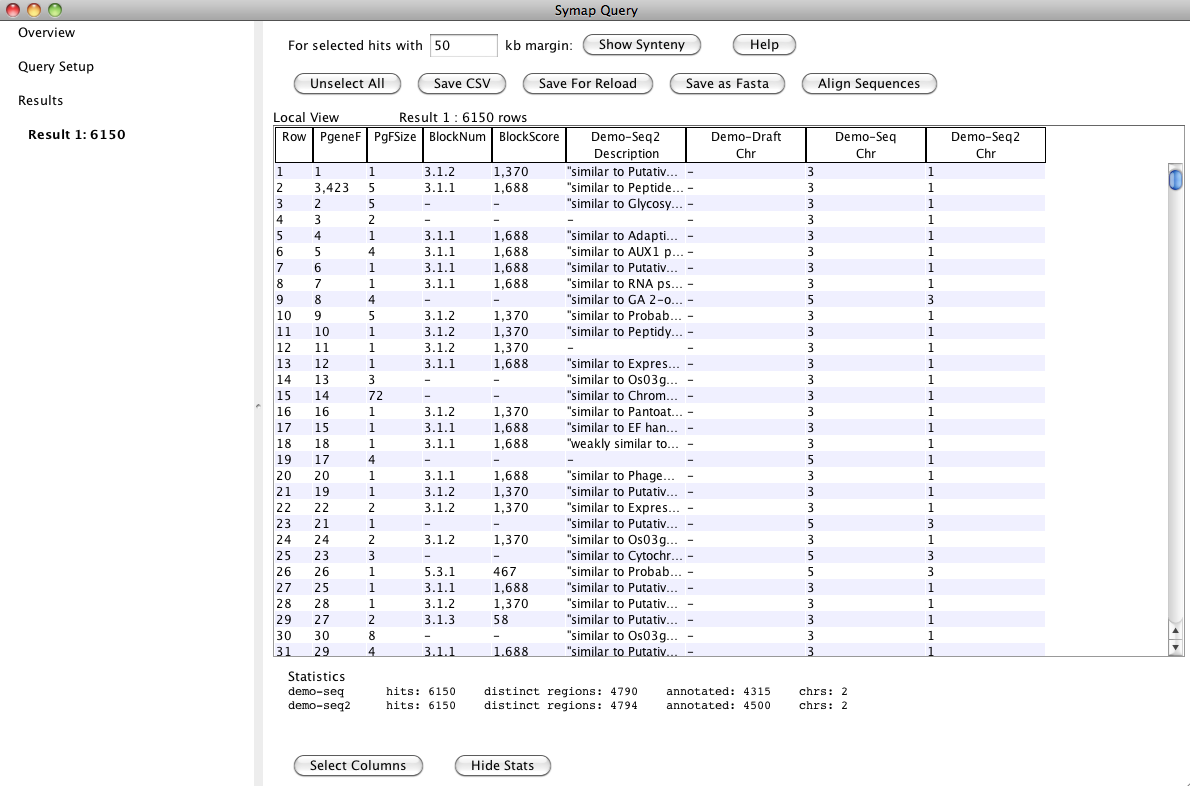 Symap Query
Overview
Query Setup
Results
Result 1: 6150
For selected hits with 50 kb margin: Show Synteny Help
Unselect All Save CSV Save For Reload Save as Fasta Align Sequences
Local View Result 1 : 6150 rows
Row PgeneF PgFSize BlockNum BlockScore Demo-Seq2 Demo-Draft Demo-Seq Demo-Seq2
Description Chr Chr Chr
1 1 1 3.1.2 1,370 "similar to Putativ... - 3 1
2 3,423 5 3.1.1 1,688 "similar to Peptide... - 3 1
3 2 5 - - "similar to Glycosy... - 3 1
4 3 2 - - - - 3 1
5 4 1 3.1.1 1,688 "similar to Adapti... - 3 1
6 5 4 3.1.1 1,688 "similar to AUX1 p... - 3 1
7 6 1 3.1.1 1,688 "similar to Putativ... - 3 1
8 7 1 3.1.1 1,688 "similar to RNA ps... - 3 1
9 8 4 - - "similar to GA 2-o... - 5 3
10 9 5 3.1.2 1,370 "similar to Probab... - 3 1
11 10 1 3.1.2 1,370 "similar to Peptidy... - 3 1
12 11 1 3.1.2 1,370 - - 3 1
13 12 1 3.1.1 1,688 "similar to Expres... - 3 1
14 13 3 - - "similar to Os03g... - 3 1
15 14 72 - - "similar to Chrom... - 3 1
16 16 1 3.1.2 1,370 "similar to Pantoat... - 3 1
17 15 1 3.1.1 1,688 "similar to EF han... - 3 1
18 18 1 3.1.1 1,688 "weakly similar to... - 3 1
19 17 4 - - - - 5 1
20 20 1 3.1.1 1,688 "similar to Phage... - 3 1
21 19 1 3.1.2 1,370 "similar to Putativ... - 3 1
22 22 2 3.1.2 1,370 "similar to Expres... - 3 1
23 21 1 - - "similar to Putativ... - 5 3
24 24 2 3.1.2 1,370 "similar to Os03g... - 3 1
25 23 3 - - "similar to Cytochr... - 5 3
26 26 1 5.3.1 467 "similar to Probab... - 5 3
27 25 1 3.1.1 1,688 "similar to Putativ... - 3 1
28 28 1 3.1.2 1,370 "similar to Putativ... - 3 1
29 27 2 3.1.3 58 "similar to Putativ... - 3 1
30 30 8 - - "similar to Os03g... - 3 1
31 29 4 3.1.1 1,688 "similar to Putativ... - 3 1
Statistics
demo-seq hits: 6150 distinct regions: 4790 annotated: 4315 chrs: 2
demo-seq2 hits: 6150 distinct regions: 4794 annotated: 4500 chrs: 2
Select Columns Hide Stats